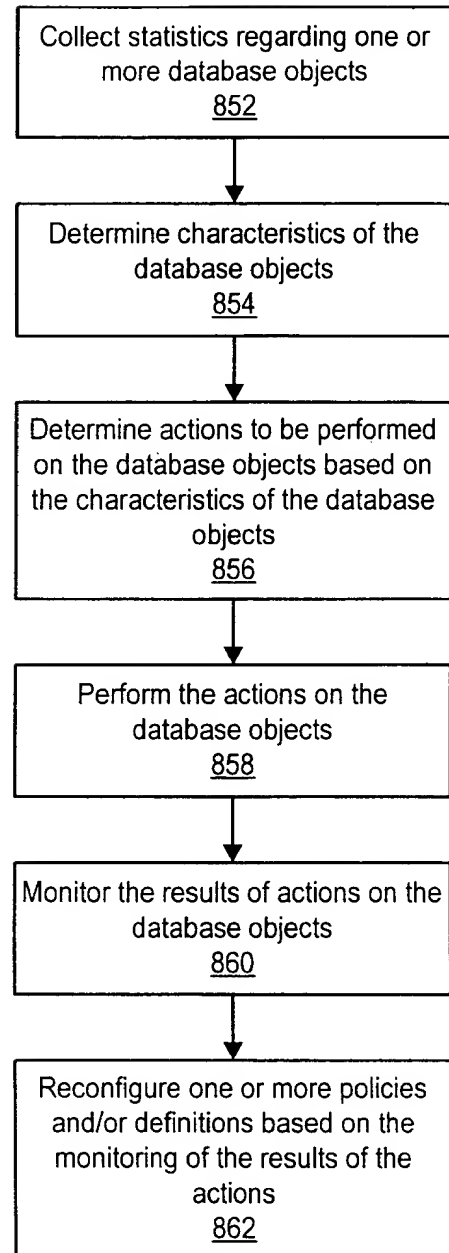 Collect statistics regarding one or
more database objects
852
Determine characteristics of the
database objects
854
Determine actions to be performed
on the database objects based on
the characteristics of the database
objects
856
Perform the actions on the
database objects
858
Monitor the results of actions on the
database objects
860
Reconfigure one or more policies
and/or definitions based on the
monitoring of the results of the
actions
862